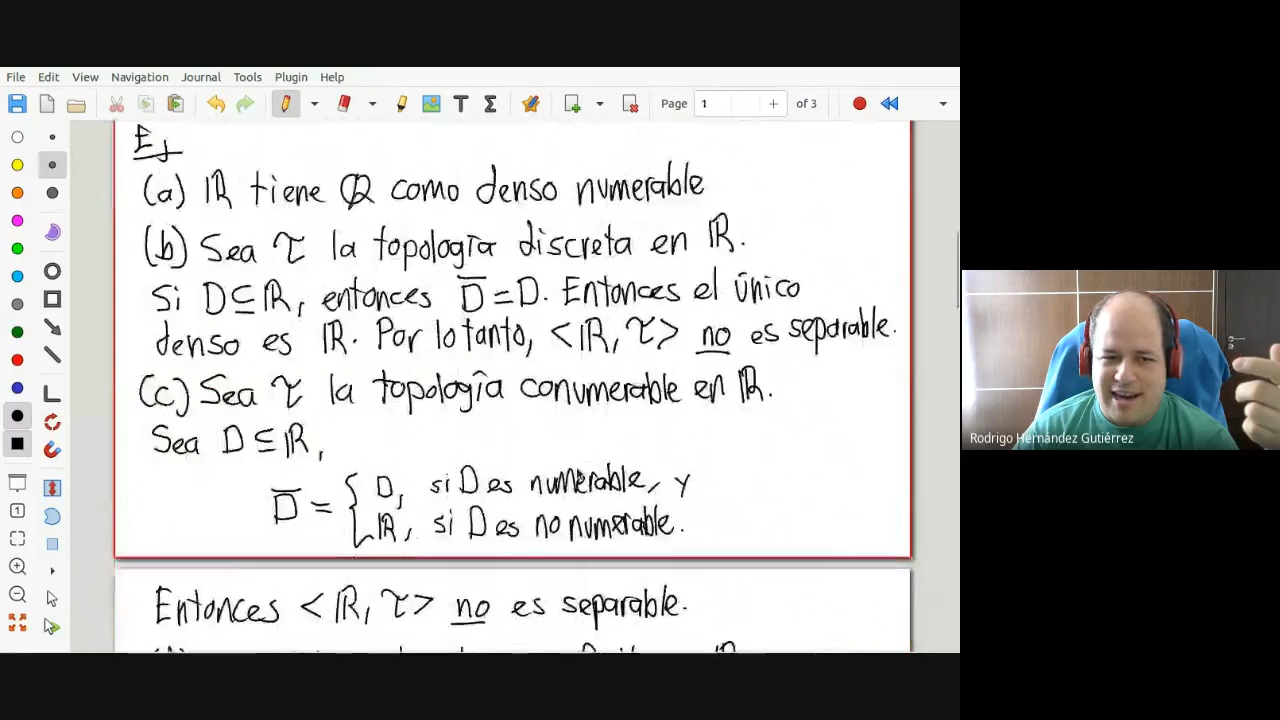 File Edit View Navigation Journal Tools Plugin Help
Page 1 of 3
Ej
(a) ℝ tiene ℚ como denso numerable
(b) Sea τ la topología discreta en ℝ.
Si D⊆ℝ, entonces D̅=D. Entonces el único
denso es ℝ. Por lo tanto, <ℝ, τ> no es separable.
(c) Sea τ la topología conumerable en ℝ.
Sea D⊆ℝ,
D̅ = { D, si D es numerable, y
ℝ, si D es no numerable.
Entonces <ℝ, τ> no es separable.
Rodrigo Hernández Gutiérrez